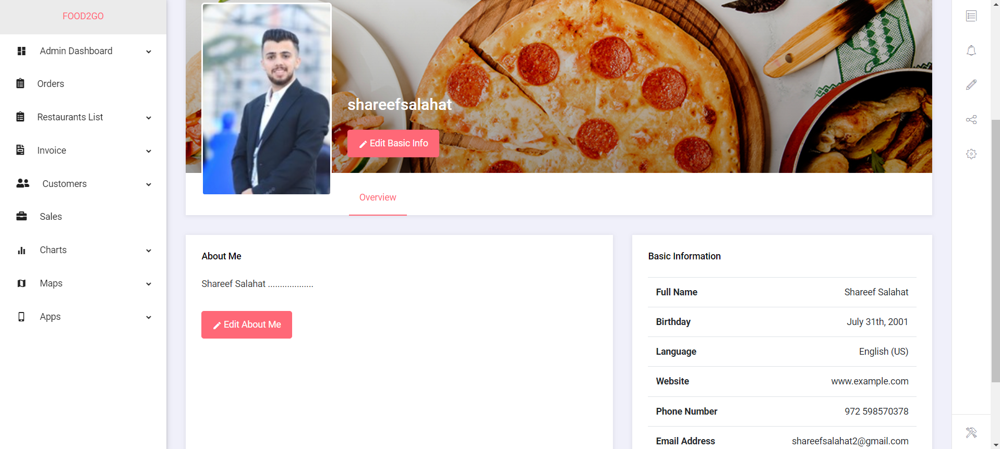 FOOD2GO
Admin Dashboard
Orders
Restaurants List
Invoice
Customers
Sales
Charts
Maps
Apps
shareefsalahat
Edit Basic Info
Overview
About Me
Shareef Salahat ...................
Edit About Me
Basic Information
Full Name Shareef Salahat
Birthday July 31th, 2001
Language English (US)
Website www.example.com
Phone Number 972 598570378
Email Address shareefsalahat2@gmail.com